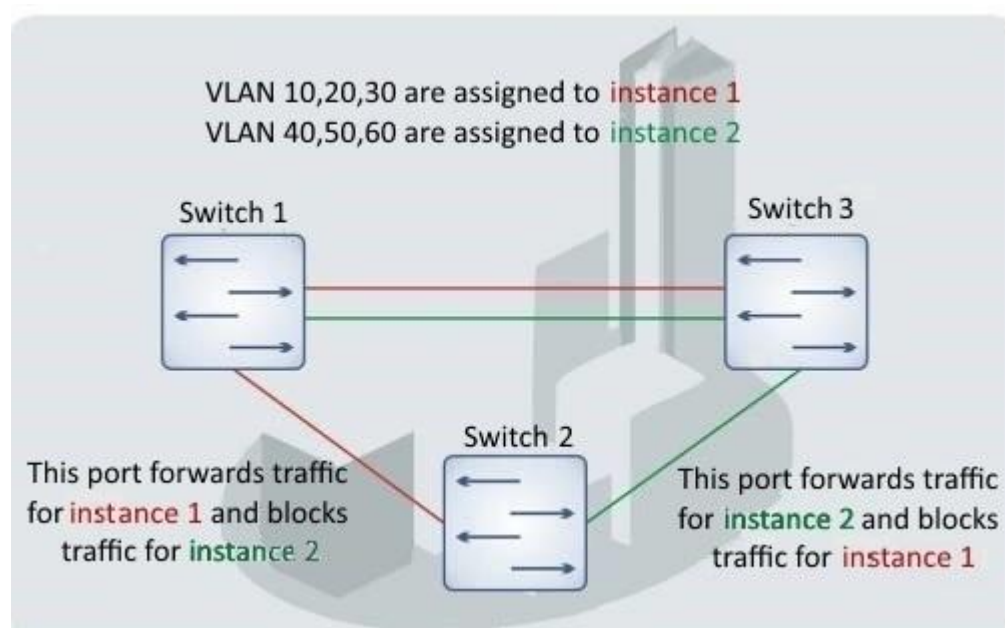 VLAN 10,20,30 are assigned to instance 1
VLAN 40,50,60 are assigned to instance 2
Switch 1
Switch 3
Switch 2
This port forwards traffic
for instance 1 and blocks
traffic for instance 2
This port forwards traffic
for instance 2 and blocks
traffic for instance 1